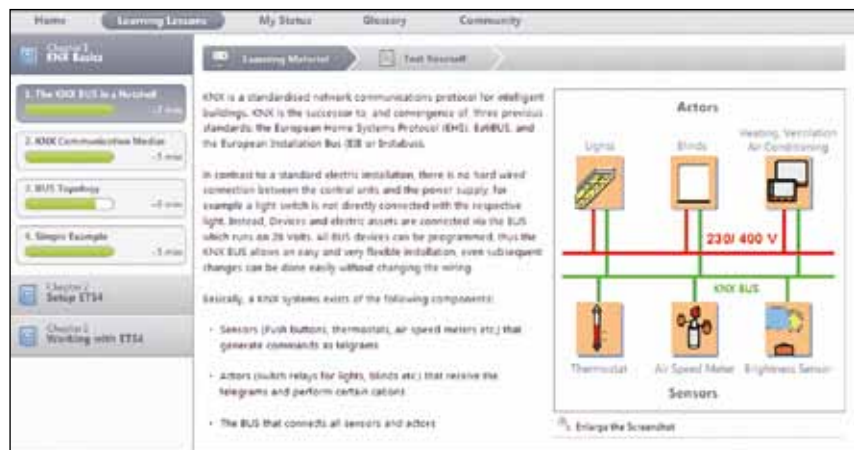 Home Learning Lessons My Status Glossary Community
Chapter 1
KNX Basics
1. The KNX BUS in a Nutshell
2. KNX Communication Medias
~5 min
3. BUS Topology
4. Simple Example
~5 min
Chapter 2
Setup ETS4
Working with ETS4
Learning Material Test Yourself
KNX is a standardised network communications protocol for intelligent
buildings. KNX is the successor to, and convergence of, three previous
standards: the European Home Systems Protocol (EHS), BatiBUS, and
the European Installation Bus (EIB or Instabus).
In contrast to a standard electric installation, there is no hard wired
connection between the control units and the power supply, for
example a light switch is not directly connected with the respective
light. Instead, Devices and electric assets are connected via the BUS
which runs on Volts. All BUS devices can be programmed, thus the
KNX BUS allows an easy and very flexible installation, even subsequent
changes can be done easily without changing the wiring.
Basically, a KNX systems exists of the following components:
• Sensors (Push buttons, thermostats, air speed meters etc.) that
generate commands as telgrams
• Actors (switch relays for lights, blinds etc.) that receive the
telegrams and perform certain cations
• The BUS that connects all sensors and actors
Actors
Lights Blinds Heating, Ventilation
Air Conditioning
230/ 400 V
KNX BUS
Thermostat Air Speed Meter Brightness Sensor
Sensors
Enlarge the Screenshot